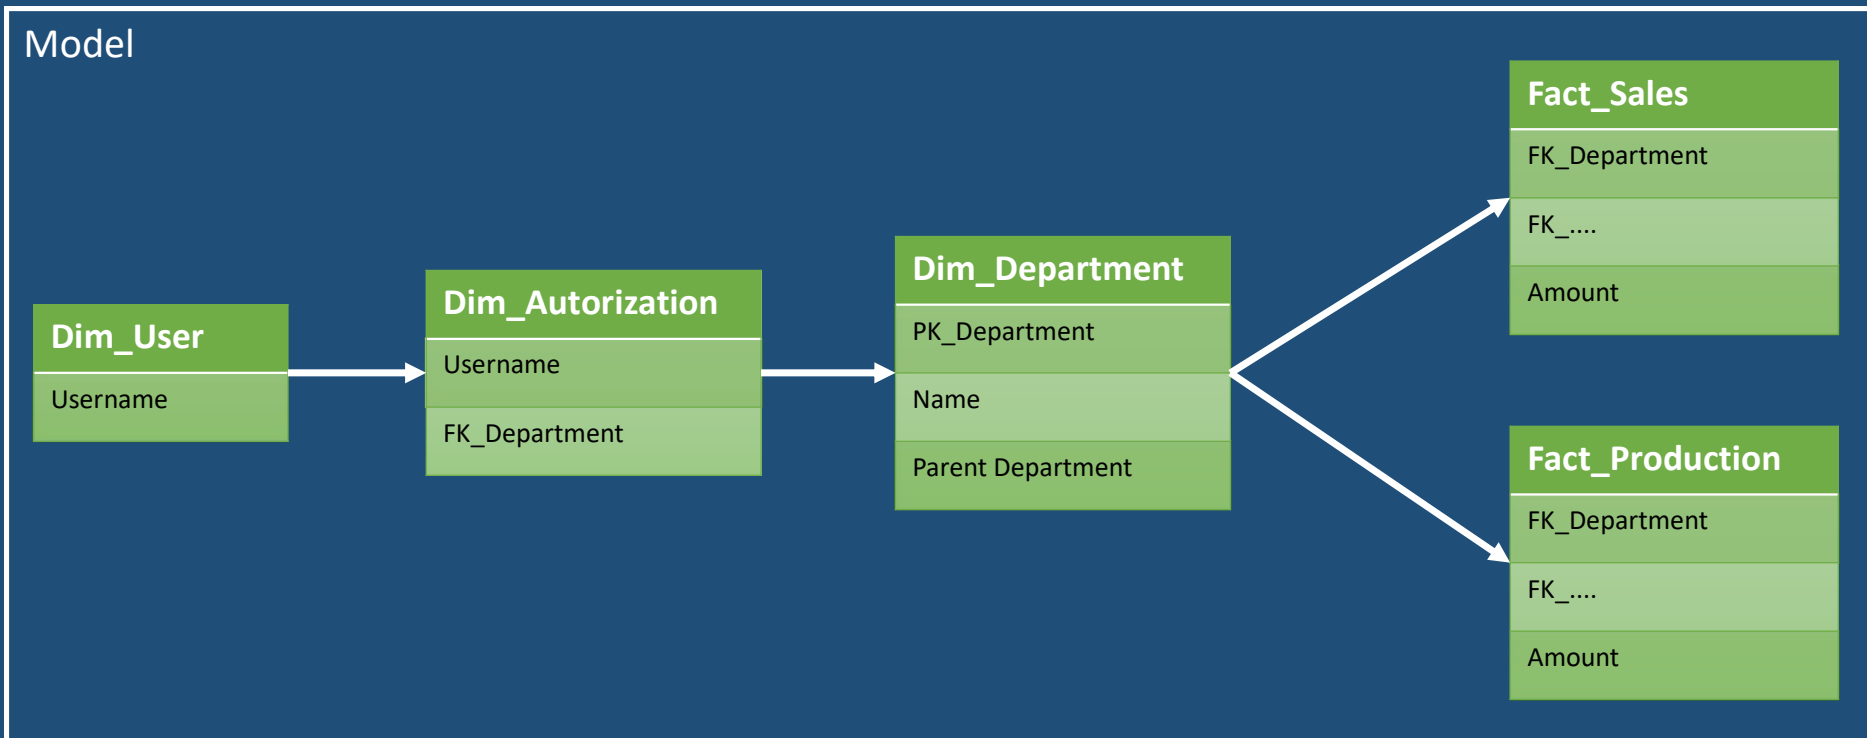 Model
Dim_User
Username
Dim_Autorization
Username
FK_Department
Dim_Department
PK_Department
Name
Parent Department
Fact_Sales
FK_Department
FK_....
Amount
Fact_Production
FK_Department
FK_....
Amount